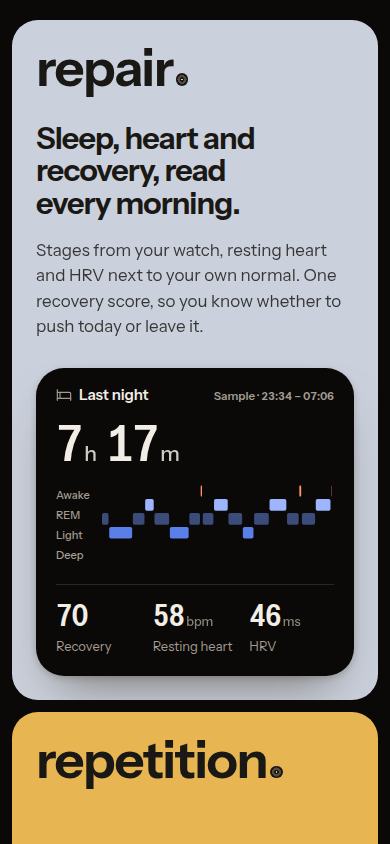 repair.
Sleep, heart and
recovery, read
every morning.
Stages from your watch, resting heart
and HRV next to your own normal. One
recovery score, so you know whether to
push today or leave it.
Last night
Sample · 23:34 – 07:06
7h 17m
Awake
REM
Light
Deep
70 58bpm 46ms
Recovery Resting heart HRV
repetition.